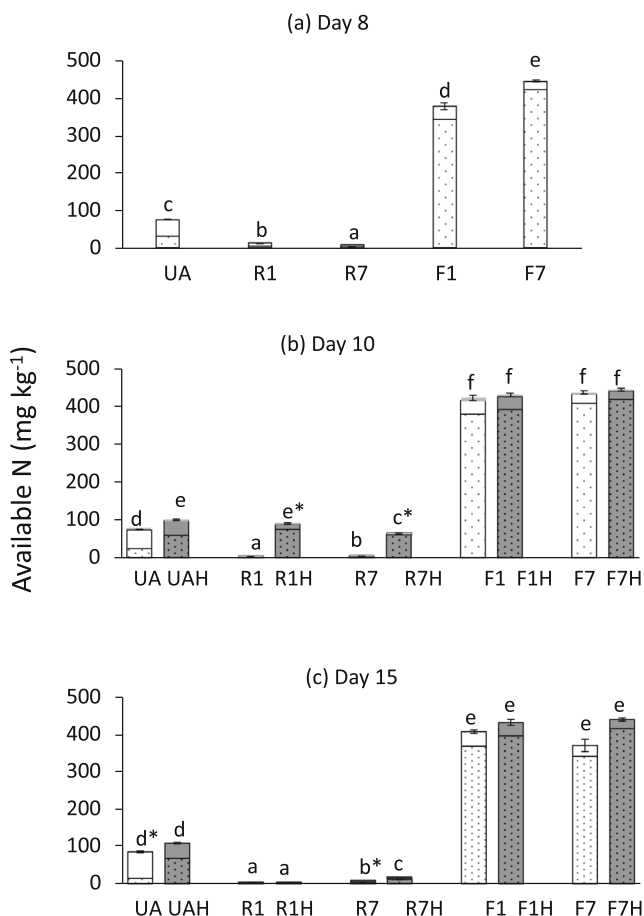 (a) Day 8
500
400
300
200
100
0
c
b
a
d
e
UA R1 R7 F1 F7
Available N (mg kg-1)
(b) Day 10
500
400
300
200
100
0
d e a e* b c* f f f f
UA UAH R1 R1H R7 R7H F1 F1H F7 F7H
(c) Day 15
500
400
300
200
100
0
d* d a a b* c e e e e
UA UAH R1 R1H R7 R7H F1 F1H F7 F7H